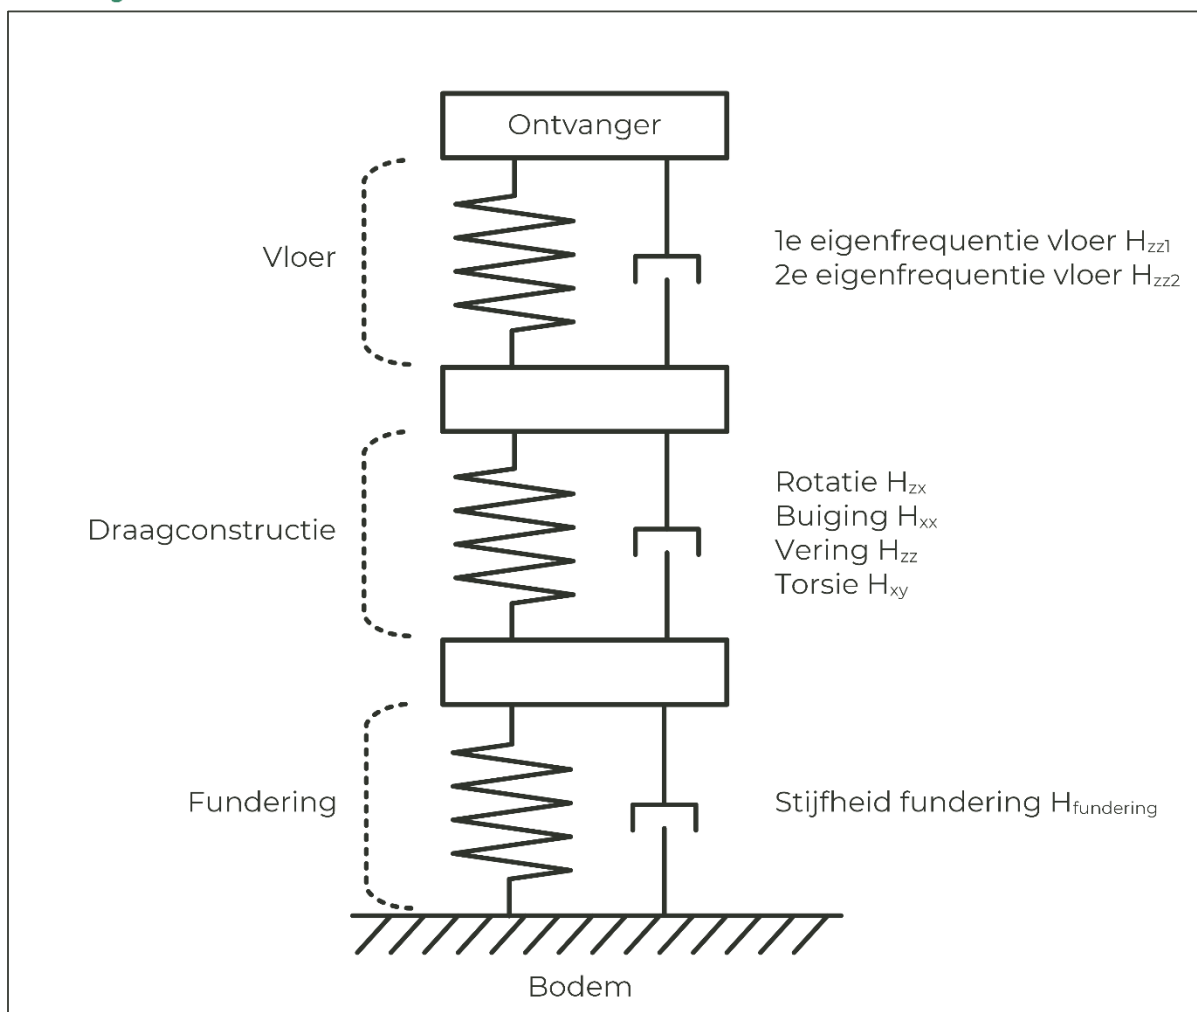 Ontvanger
Vloer
1e eigenfrequentie vloer Hzz1
2e eigenfrequentie vloer Hzz2
Draagconstructie
Rotatie Hzx
Buiging Hxx
Vering Hzz
Torsie Hxy
Fundering
Stijfheid fundering Hfundering
Bodem